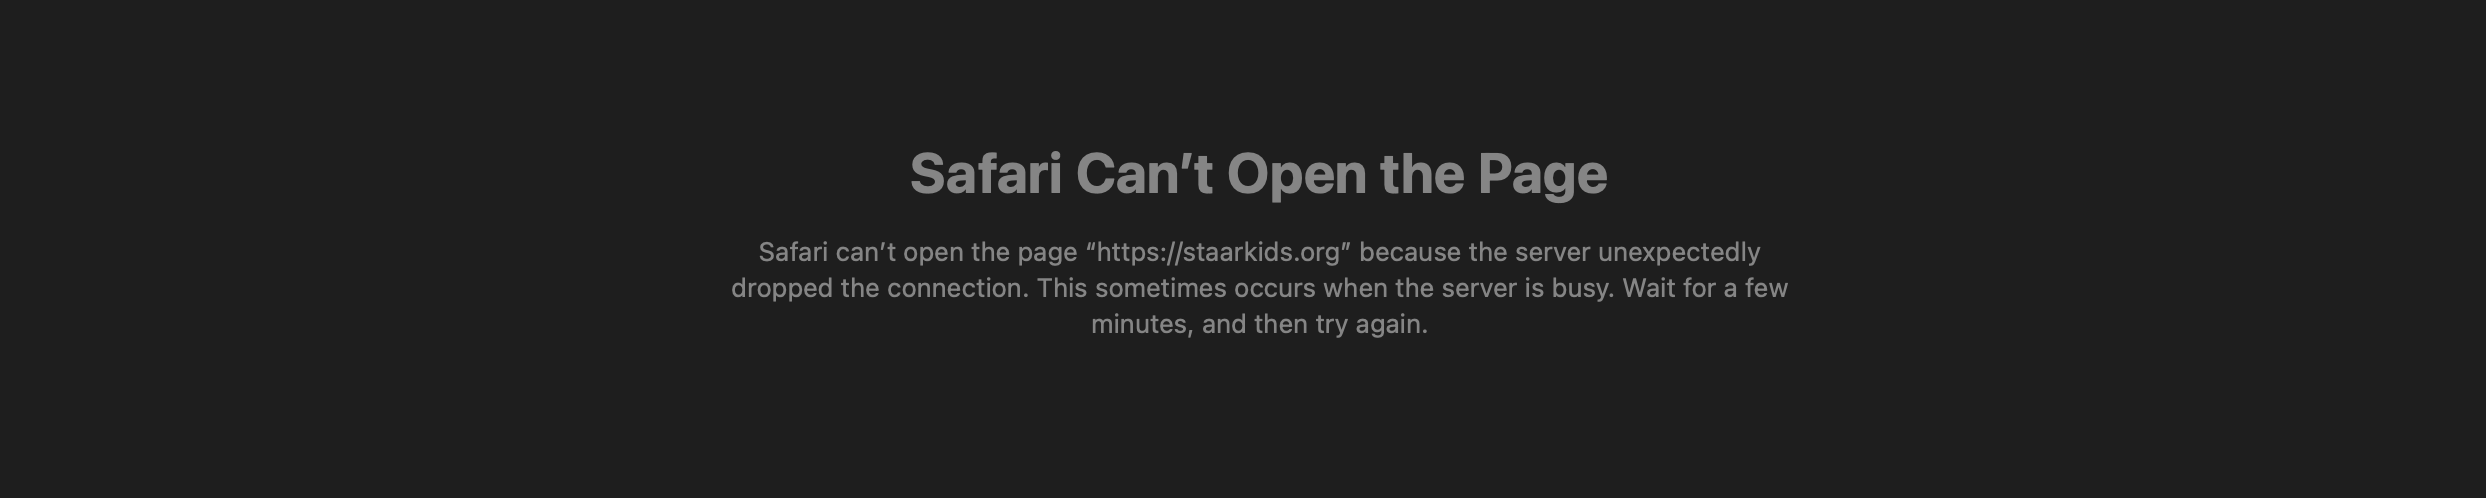 Safari Can’t Open the Page
Safari can’t open the page “https://staarkids.org” because the server unexpectedly
dropped the connection. This sometimes occurs when the server is busy. Wait for a few
minutes, and then try again.